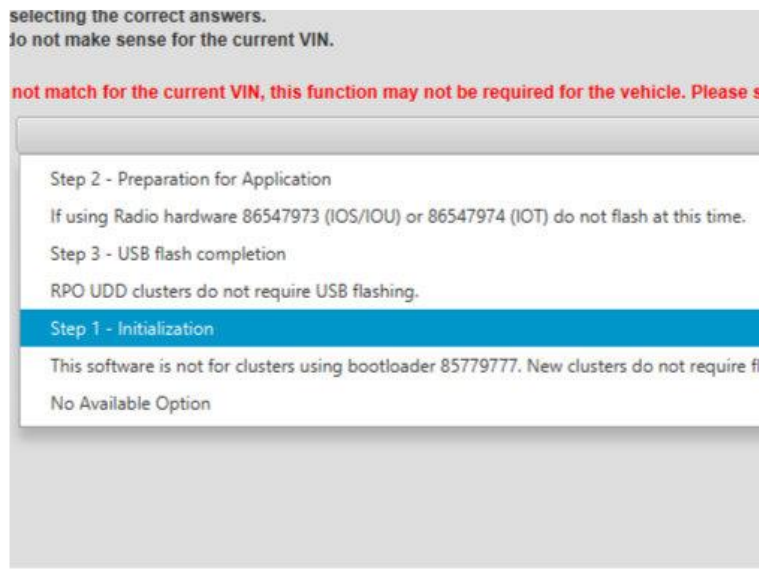 selecting the correct answers.
do not make sense for the current VIN.
not match for the current VIN, this function may not be required for the vehicle. Please
Step 2 - Preparation for Application
If using Radio hardware 86547973 (IOS/IOU) or 86547974 (IOT) do not flash at this time.
Step 3 - USB flash completion
RPO UDD clusters do not require USB flashing.
Step 1 - Initialization
This software is not for clusters using bootloader 85779777. New clusters do not require
No Available Option